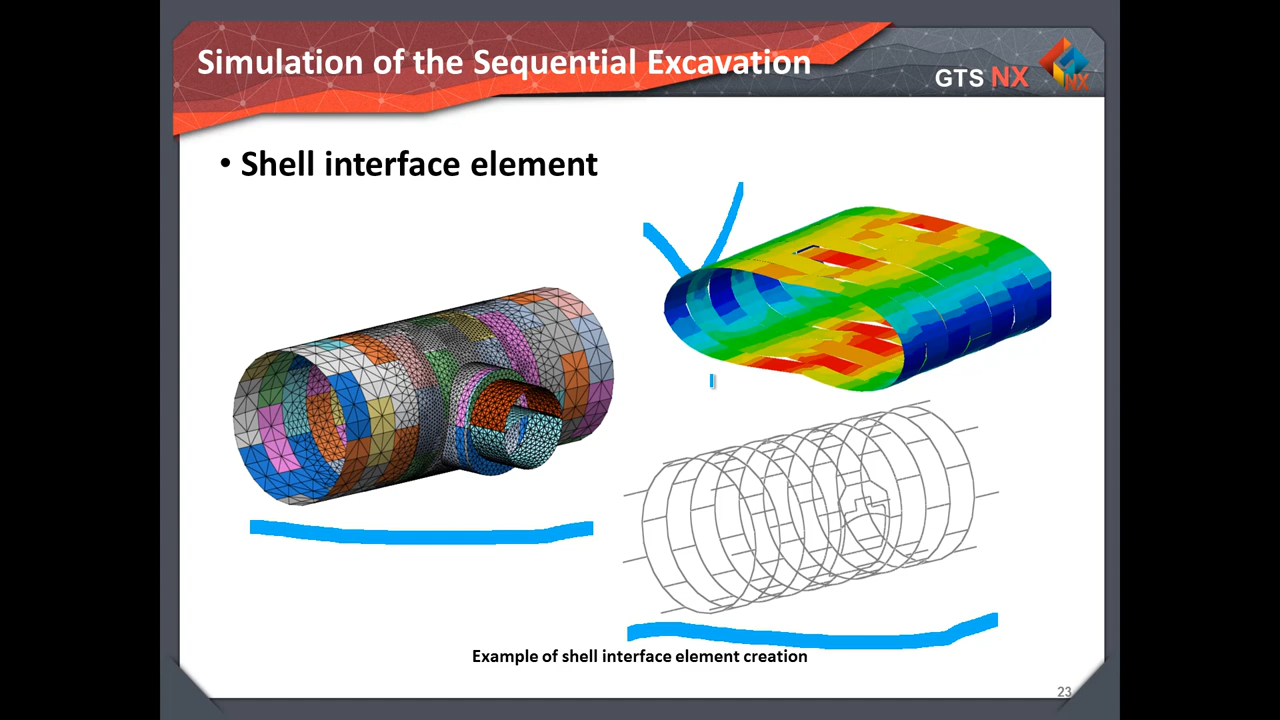 Simulation of the Sequential Excavation
GTS NX
NX
• Shell interface element
Example of shell interface element creation
23